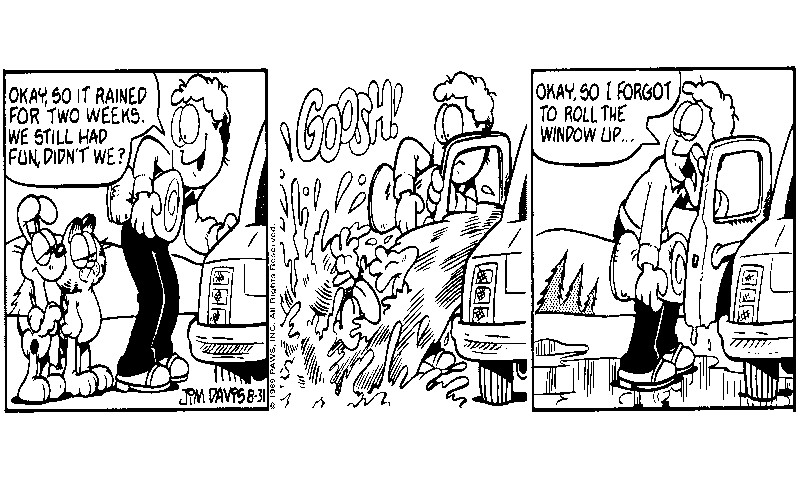 OKAY, SO IT RAINED
FOR TWO WEEKS.
WE STILL HAD
FUN, DIDN'T WE?
JIM DAVIS 8-31
© 1989 PAWS, INC. All Rights Reserved.
GOOSH!
OKAY, SO I FORGOT
TO ROLL THE
WINDOW UP...